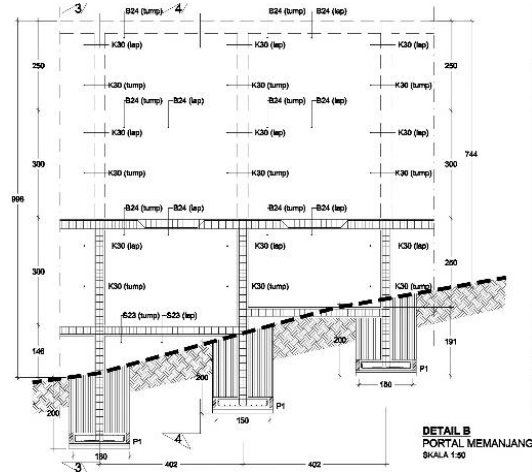 3 4
B24 (tump) B24 (lap)
K30 (lap) K30 (lap) K30 (lap)
250
K30 (tump) K30 (tump) K30 (tump)
B24 (tump) B24 (lap) B24 (tump) B24 (lap)
K30 (lap) K30 (lap) K30 (lap)
300 300 744
K30 (tump) K30 (tump) K30 (tump)
998
B24 (tump) B24 (lap) B24 (tump) B24 (lap)
K30 (lap) K30 (lap) K30 (lap)
300 250
K30 (tump) K30 (tump) K30 (tump)
S23 (tump) S23 (lap)
146 200 191
150 P1
200 200
150 P1
P1
150
402 402
3 4
DETAIL B
PORTAL MEMANJANG
SKALA 1:50